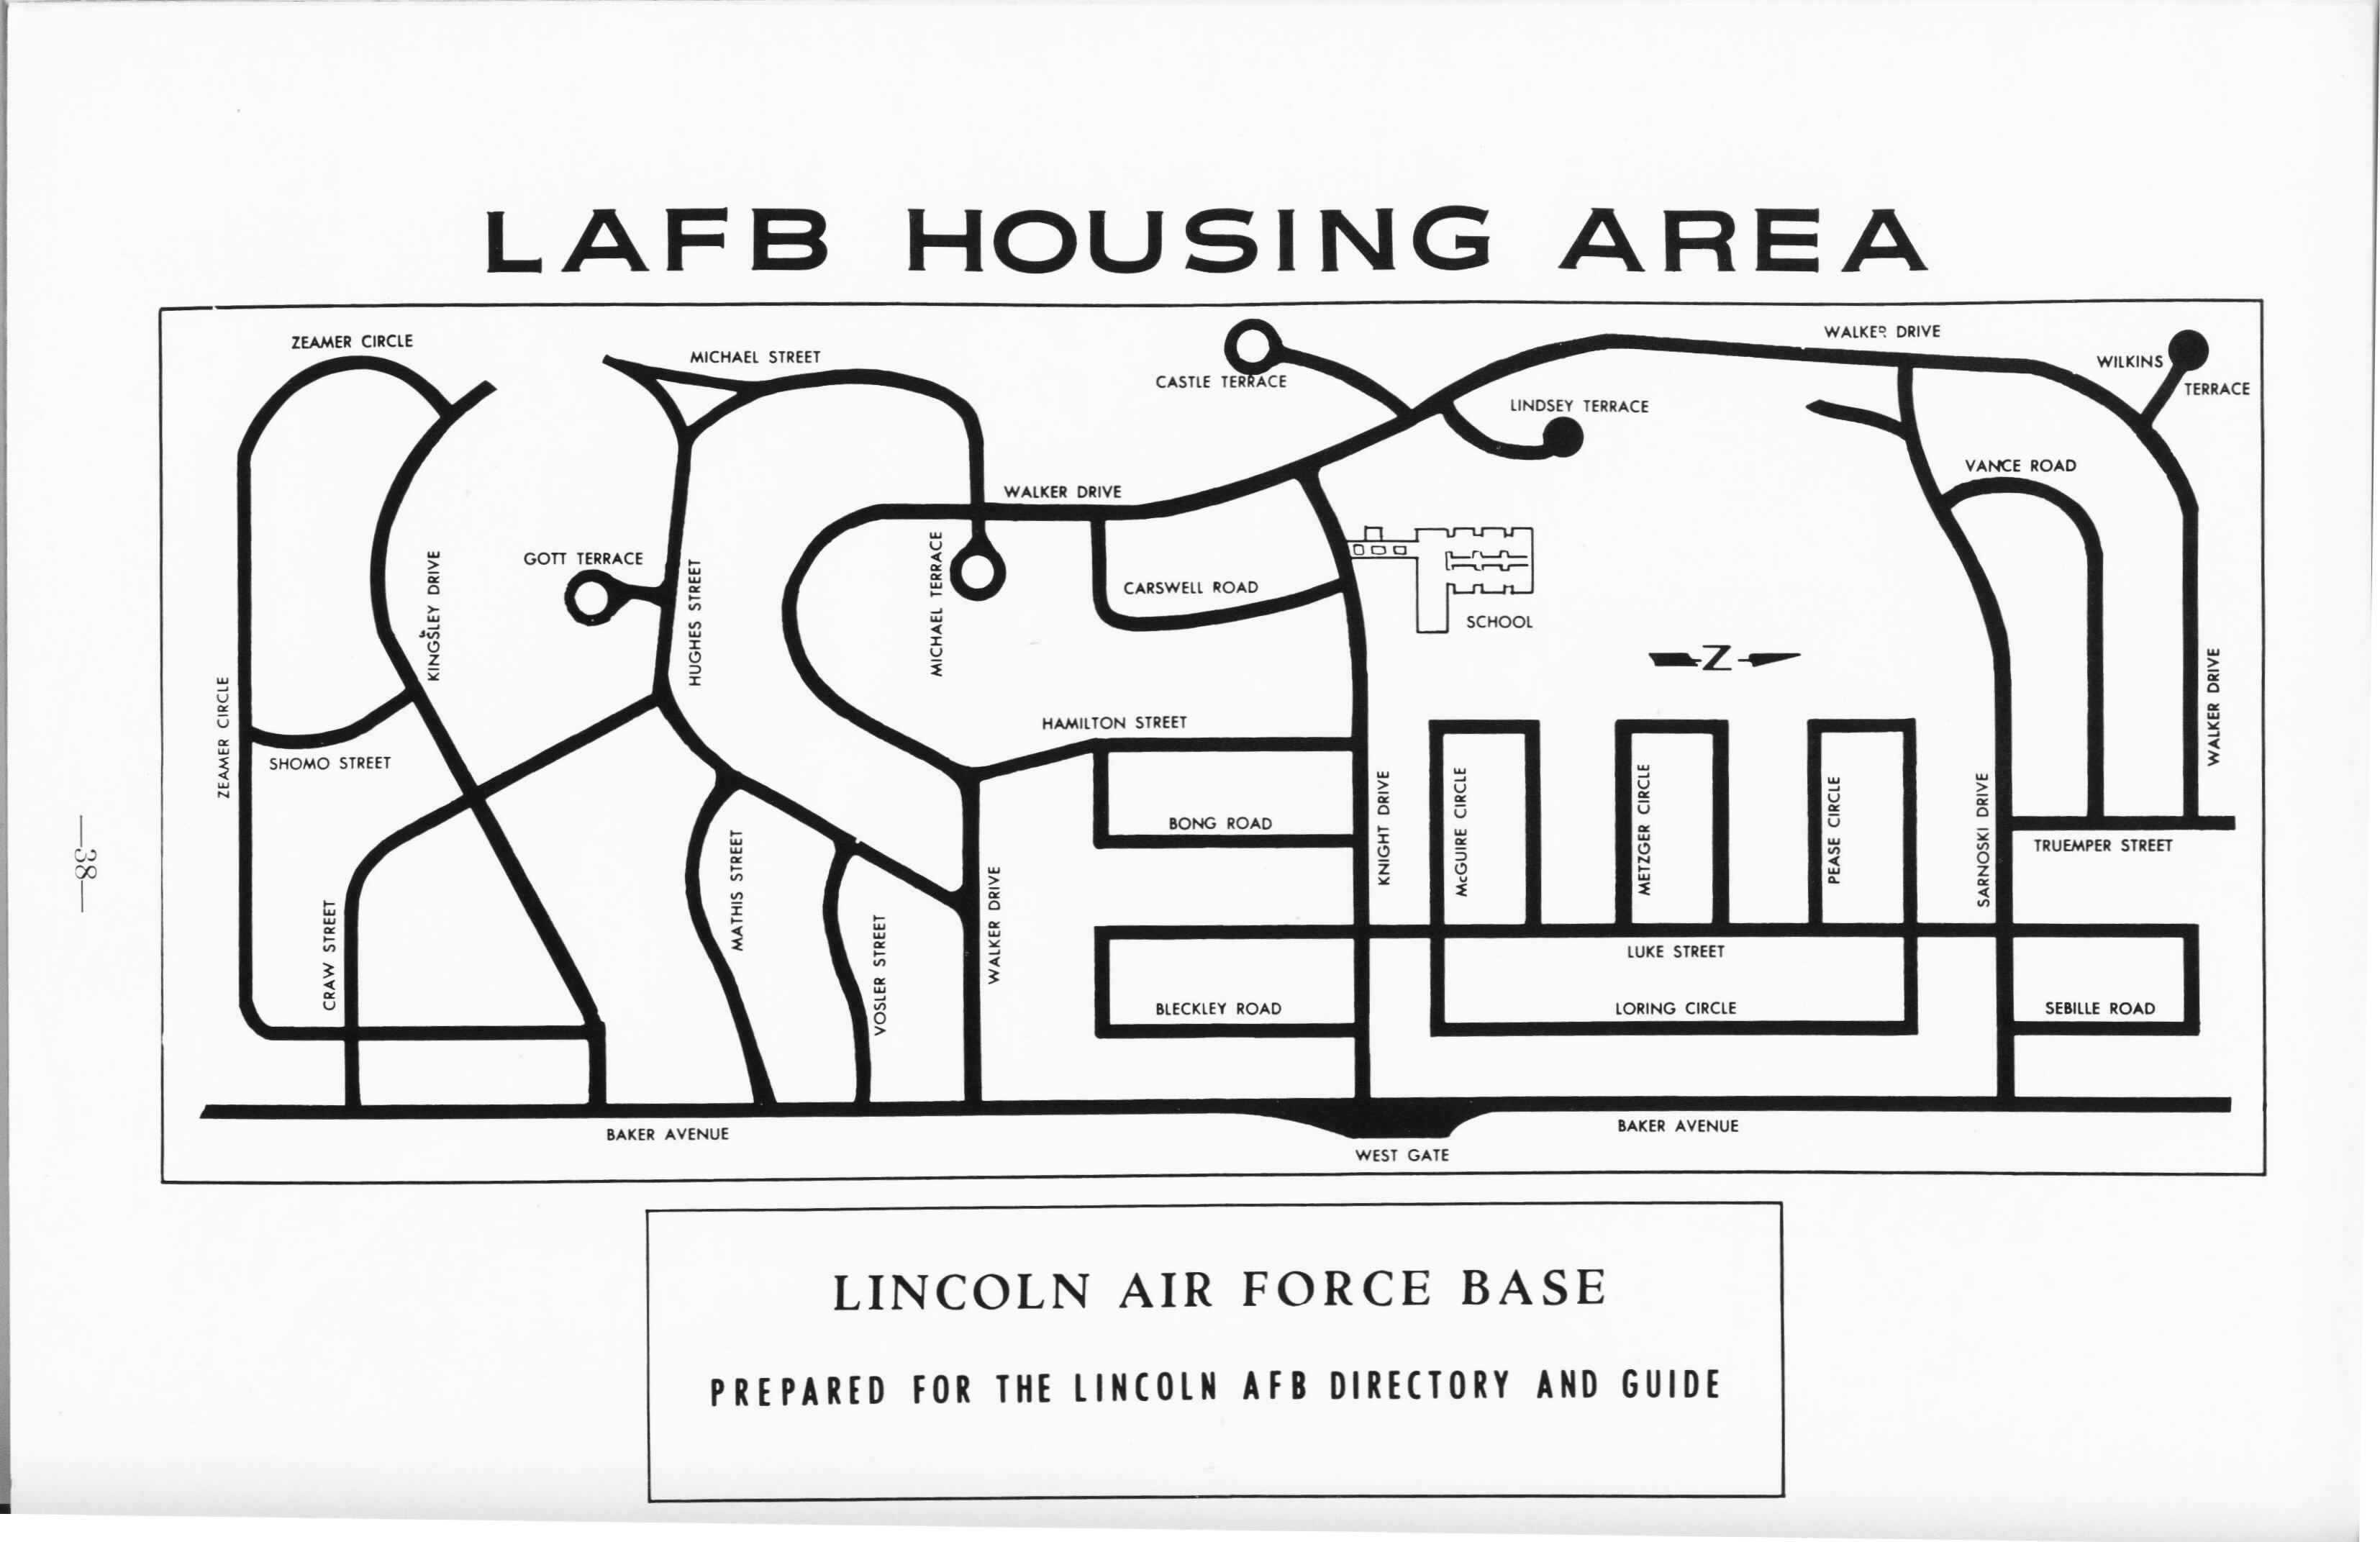 LAFB HOUSING AREA
ZEAMER CIRCLE
MICHAEL STREET
CASTLE TERRACE
WALKER DRIVE
WILKINS
TERRACE
LINDSEY TERRACE
VANCE ROAD
WALKER DRIVE
GOTT TERRACE
KINGSLEY DRIVE
HUGHES STREET
MICHAEL TERRACE
CARSWELL ROAD
SCHOOL
Z
ZEAMER CIRCLE
SHOMO STREET
HAMILTON STREET
WALKER DRIVE
BONG ROAD
KNIGHT DRIVE
McGUIRE CIRCLE
METZGER CIRCLE
PEASE CIRCLE
SARNOSKI DRIVE
TRUEMPER STREET
CRAW STREET
MATHIS STREET
VOSLER STREET
WALKER DRIVE
LUKE STREET
BLECKLEY ROAD
LORING CIRCLE
SEBILLE ROAD
BAKER AVENUE
BAKER AVENUE
WEST GATE
—38—
LINCOLN AIR FORCE BASE
PREPARED FOR THE LINCOLN AFB DIRECTORY AND GUIDE